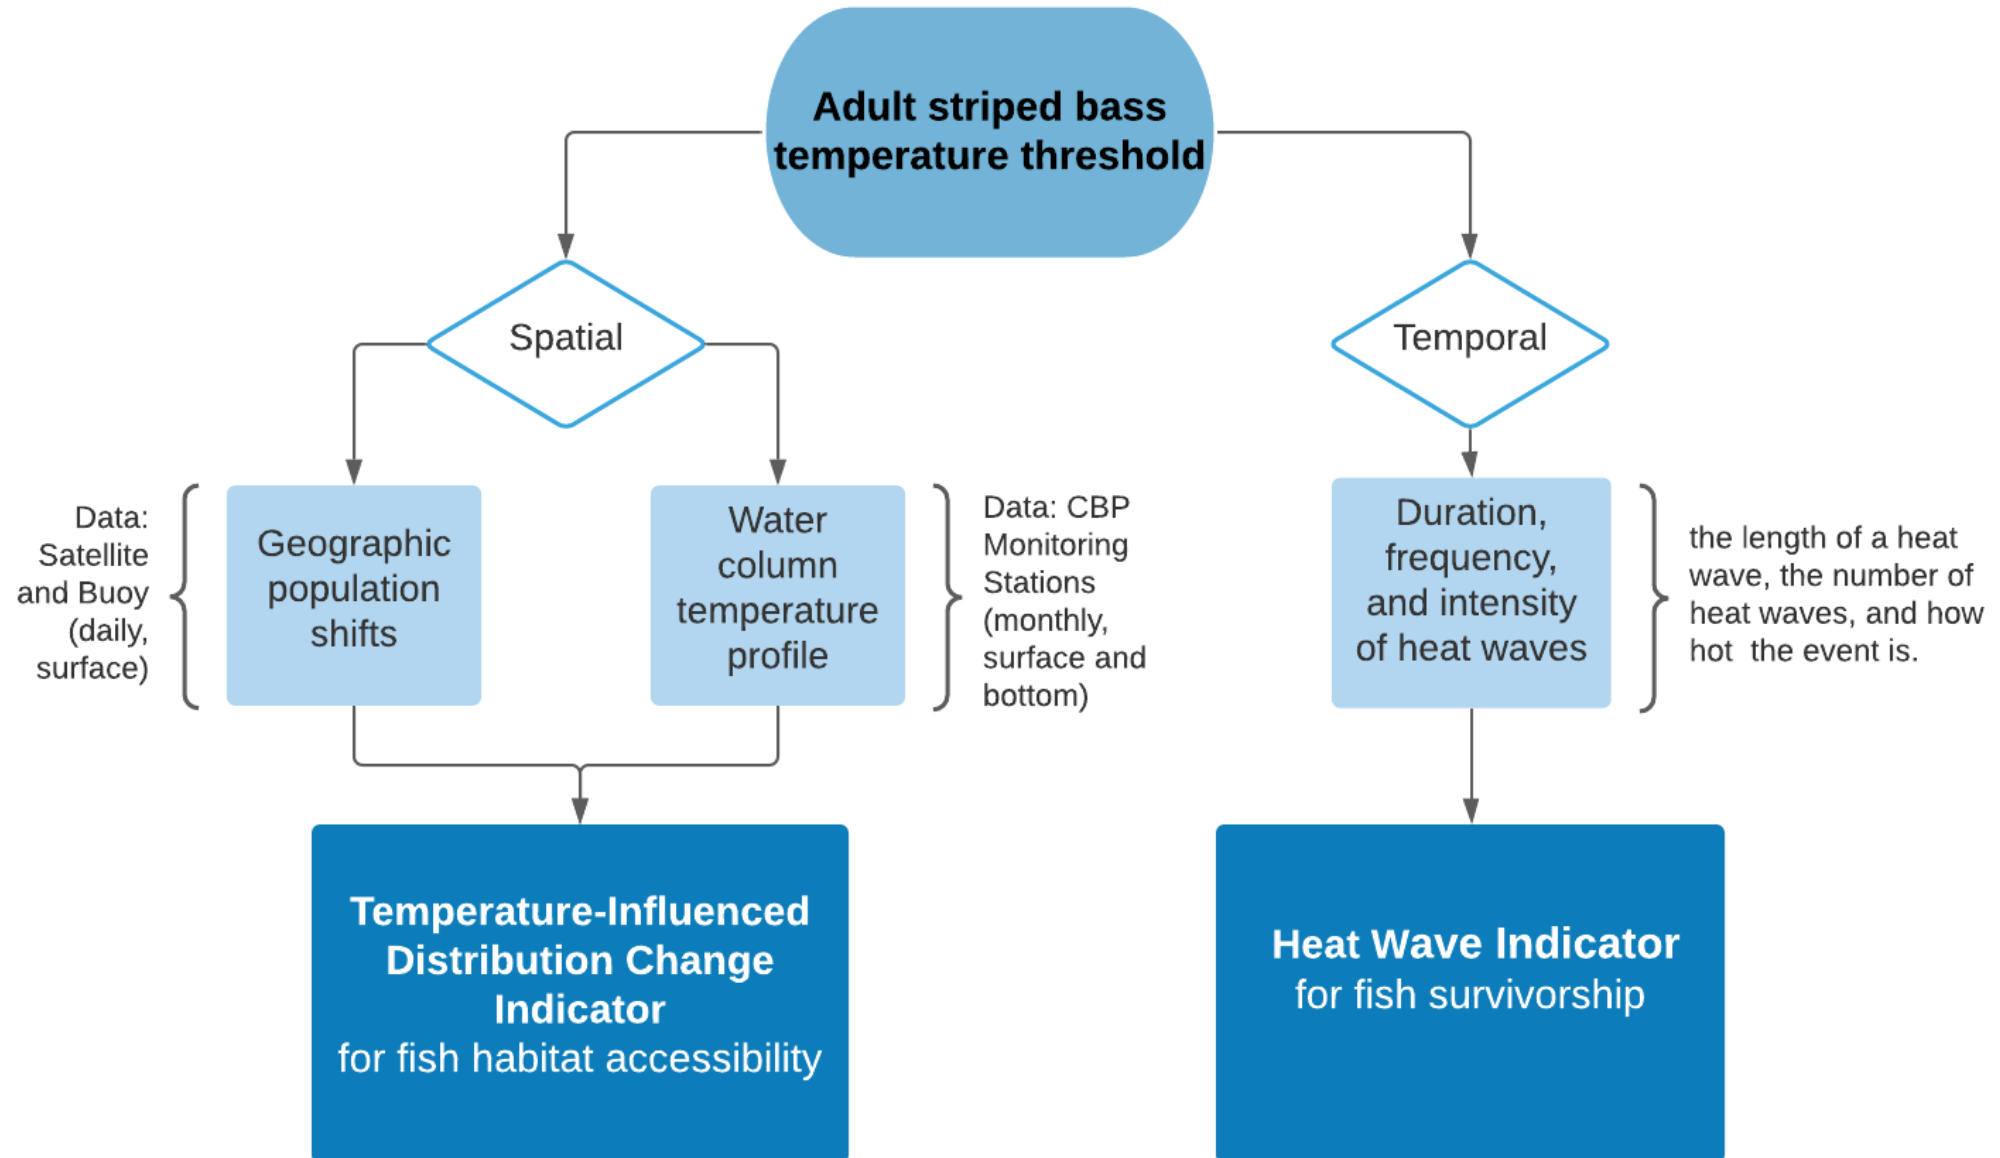 Adult striped bass
temperature threshold
Spatial
Temporal
Data:
Satellite
and Buoy
(daily,
surface)
Geographic
population
shifts
Water
column
temperature
profile
Data: CBP
Monitoring
Stations
(monthly,
surface and
bottom)
Duration,
frequency,
and intensity
of heat waves
the length of a heat
wave, the number of
heat waves, and how
hot  the event is.
Temperature-Influenced
Distribution Change
Indicator
for fish habitat accessibility
Heat Wave Indicator
for fish survivorship